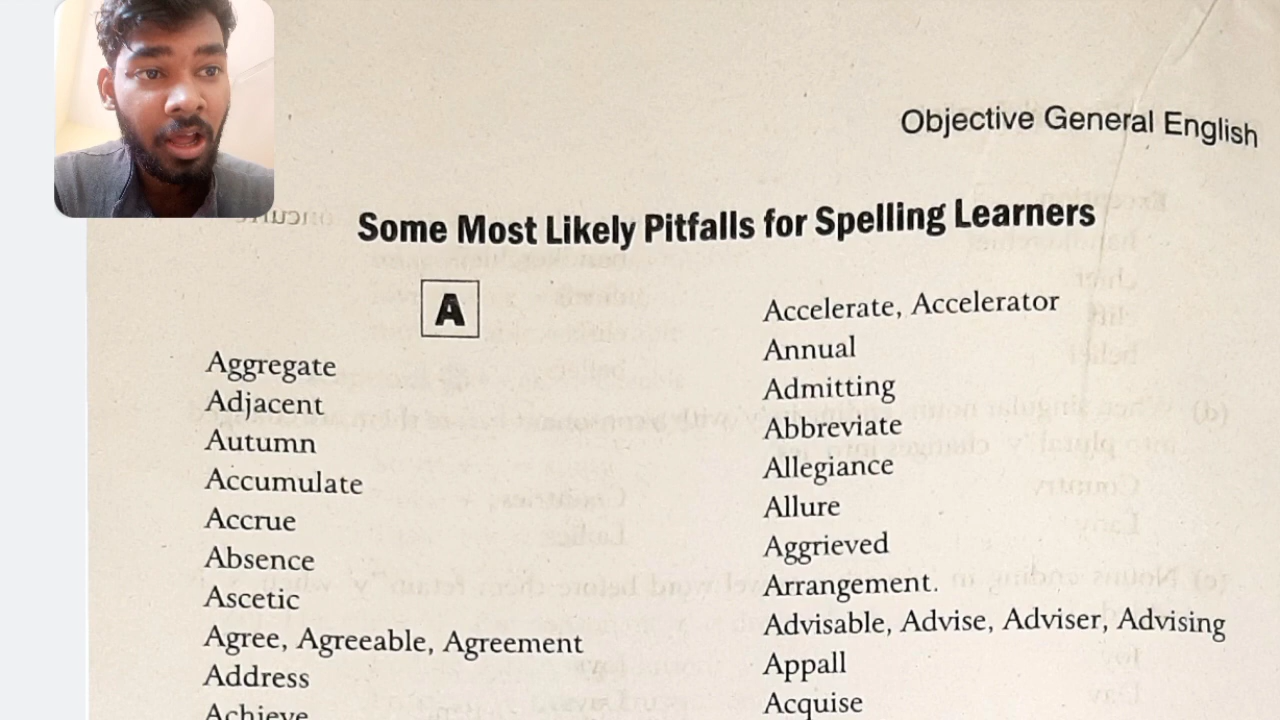 Objective General English
Some Most Likely Pitfalls for Spelling Learners
A
Aggregate
Adjacent
Autumn
Accumulate
Accrue
Absence
Ascetic
Agree, Agreeable, Agreement
Address
Achieve
Accelerate, Accelerator
Annual
Admitting
Abbreviate
Allegiance
Allure
Aggrieved
Arrangement.
Advisable, Advise, Adviser, Advising
Appall
Acquise